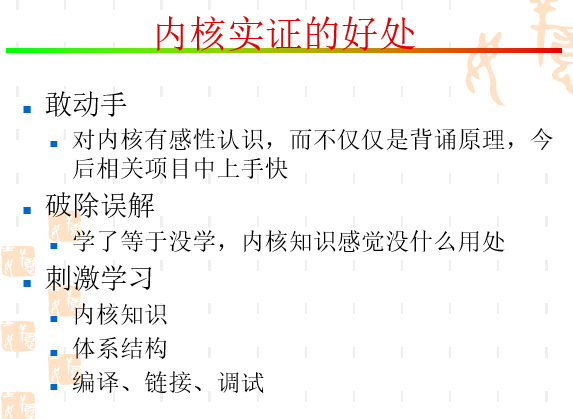 内核实证的好处
敢动手
对内核有感性认识，而不仅仅是背诵原理，今
后相关项目中上手快
破除误解
学了等于没学，内核知识感觉没什么用处
刺激学习
内核知识
体系结构
编译、链接、调试